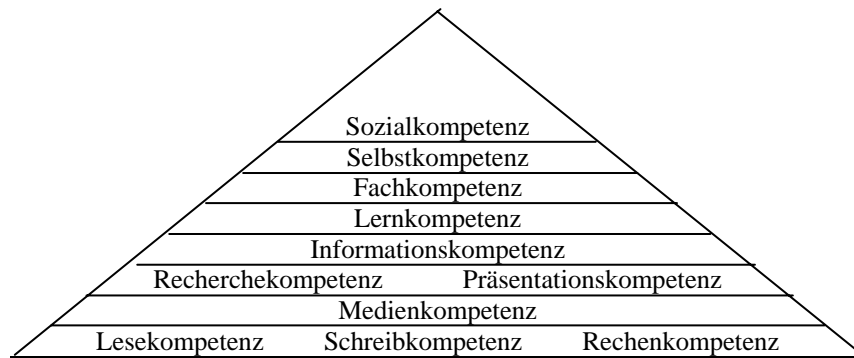 Sozialkompetenz
Selbstkompetenz
Fachkompetenz
Lernkompetenz
Informationskompetenz
Recherchekompetenz Präsentationskompetenz
Medienkompetenz
Lesekompetenz Schreibkompetenz Rechenkompetenz